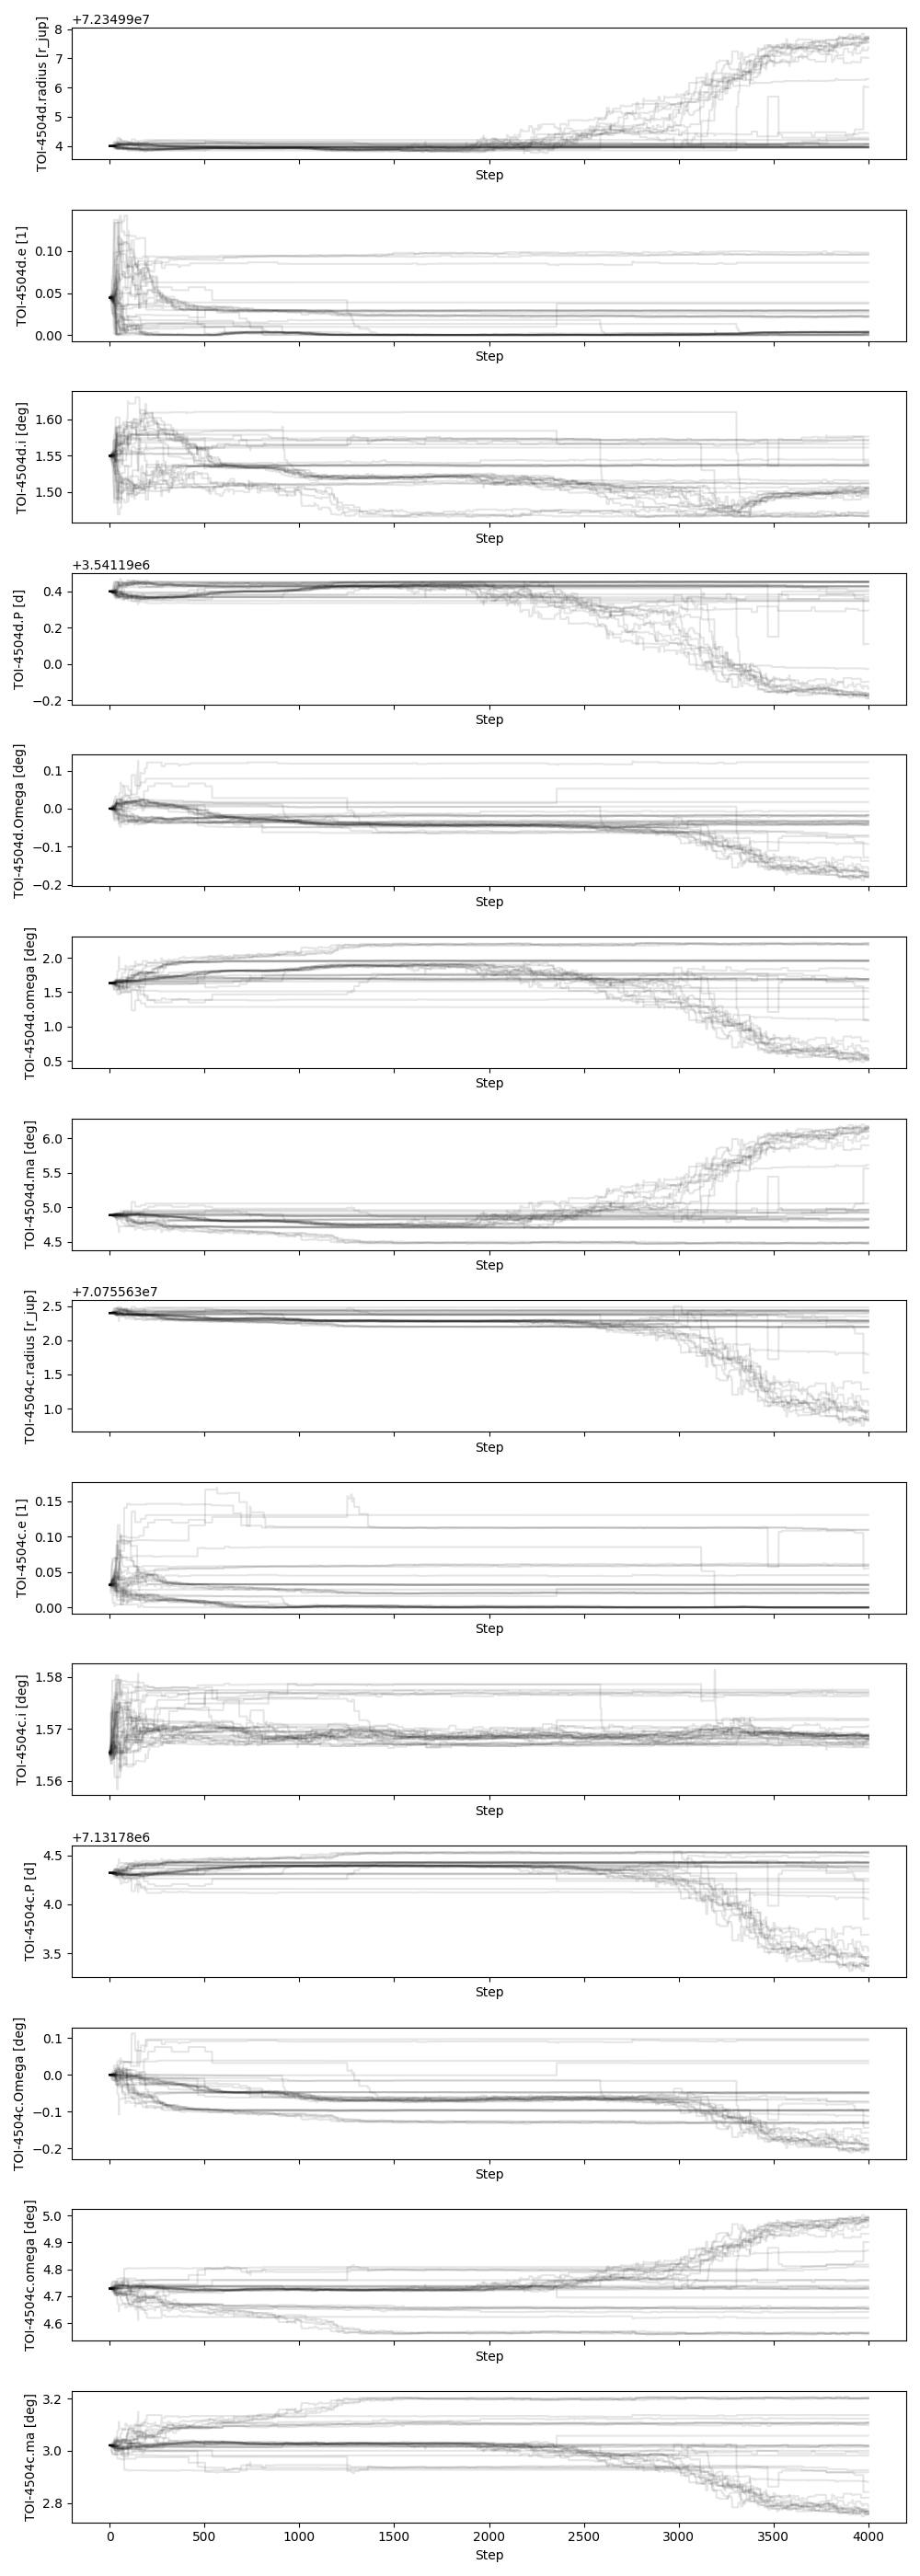 +7.23499e7
TOI-4504d.radius [r_jup]
8
7
6
5
4
Step
TOI-4504d.e [1]
0.10
0.05
0.00
Step
TOI-4504d.i [deg]
1.60
1.55
1.50
Step
+3.54119e6
TOI-4504d.P [d]
0.4
0.2
0.0
−0.2
Step
TOI-4504d.Omega [deg]
0.1
0.0
−0.1
−0.2
Step
TOI-4504d.omega [deg]
2.0
1.5
1.0
0.5
Step
TOI-4504d.ma [deg]
6.0
5.5
5.0
4.5
Step
+7.075563e7
TOI-4504c.radius [r_jup]
2.5
2.0
1.5
1.0
Step
TOI-4504c.e [1]
0.15
0.10
0.05
0.00
Step
TOI-4504c.i [deg]
1.58
1.57
1.56
Step
+7.13178e6
TOI-4504c.P [d]
4.5
4.0
3.5
Step
TOI-4504c.Omega [deg]
0.1
0.0
−0.1
−0.2
Step
TOI-4504c.omega [deg]
5.0
4.9
4.8
4.7
4.6
Step
TOI-4504c.ma [deg]
3.2
3.0
2.8
0 500 1000 1500 2000 2500 3000 3500 4000
Step